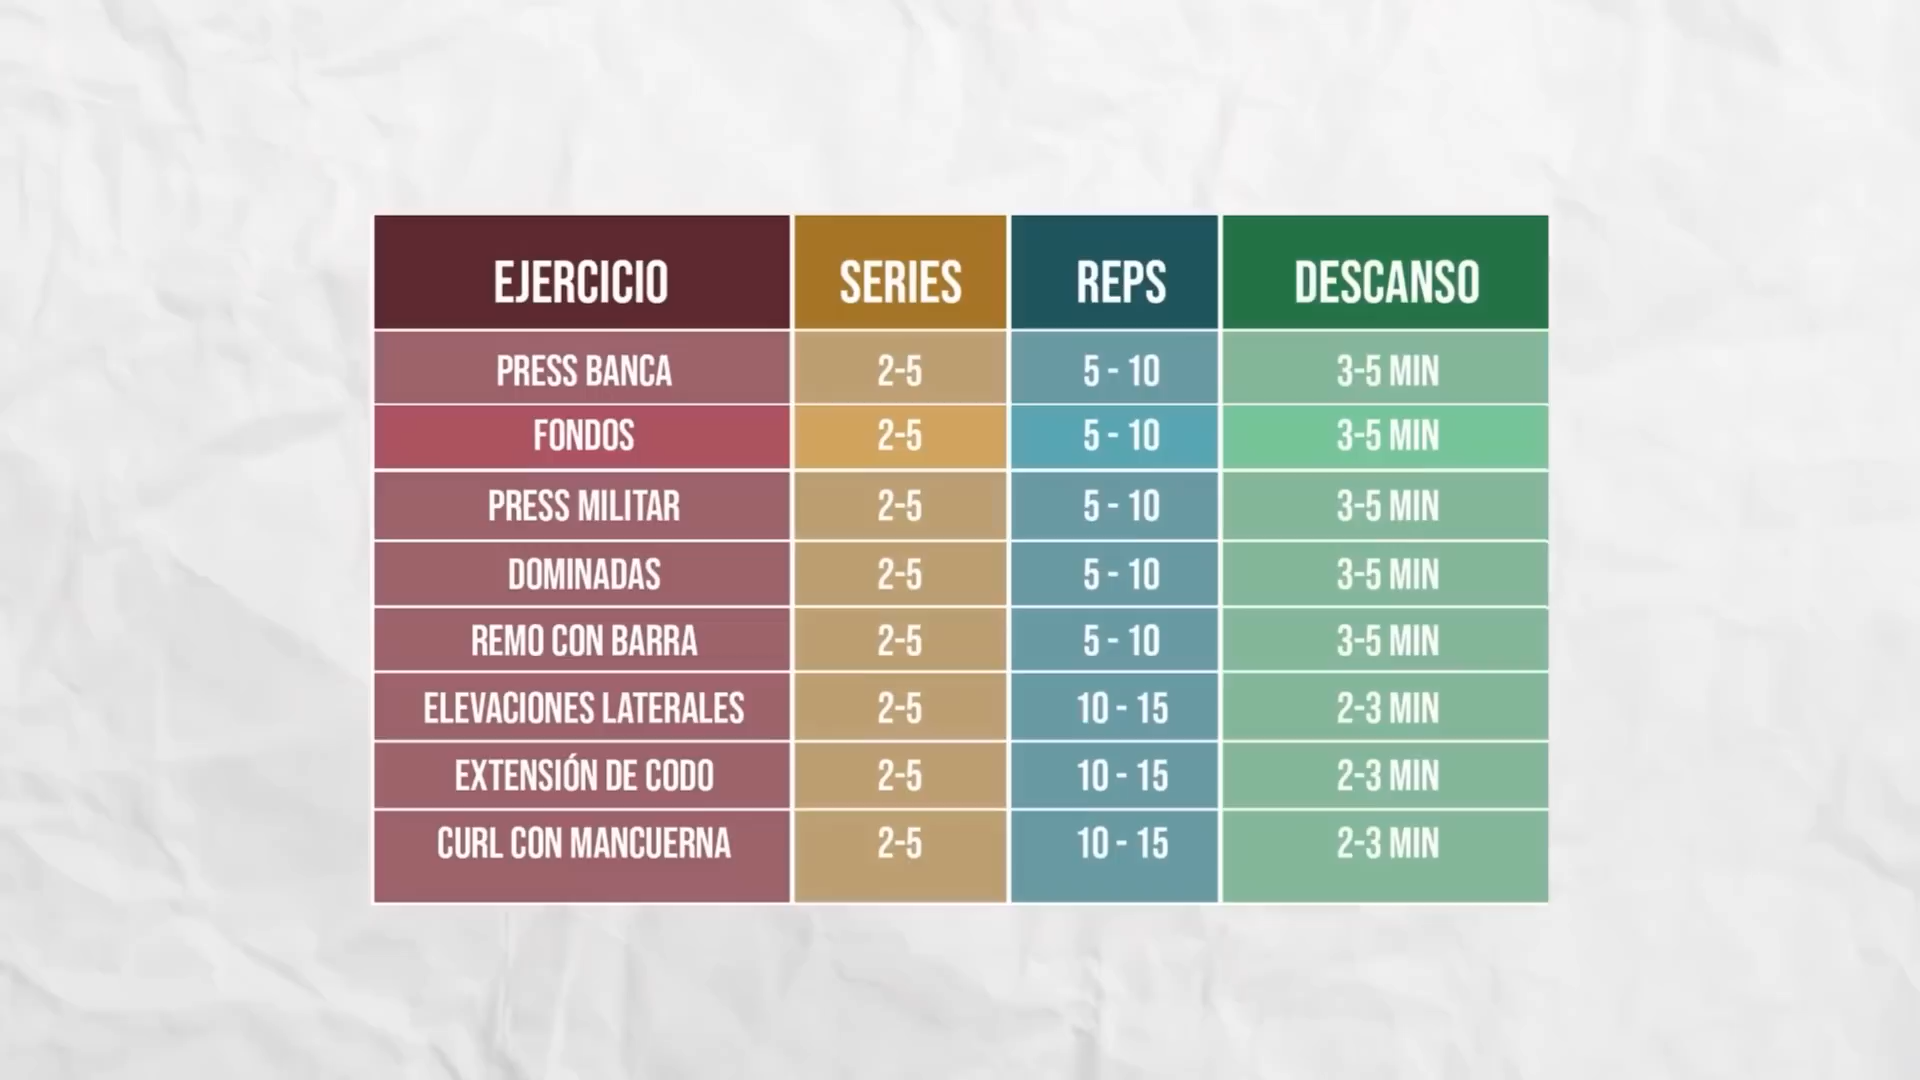 EJERCICIO SERIES REPS DESCANSO
PRESS BANCA 2-5 5 - 10 3-5 MIN
FONDOS 2-5 5 - 10 3-5 MIN
PRESS MILITAR 2-5 5 - 10 3-5 MIN
DOMINADAS 2-5 5 - 10 3-5 MIN
REMO CON BARRA 2-5 5 - 10 3-5 MIN
ELEVACIONES LATERALES 2-5 10 - 15 2-3 MIN
EXTENSIÓN DE CODO 2-5 10 - 15 2-3 MIN
CURL CON MANCUERNA 2-5 10 - 15 2-3 MIN